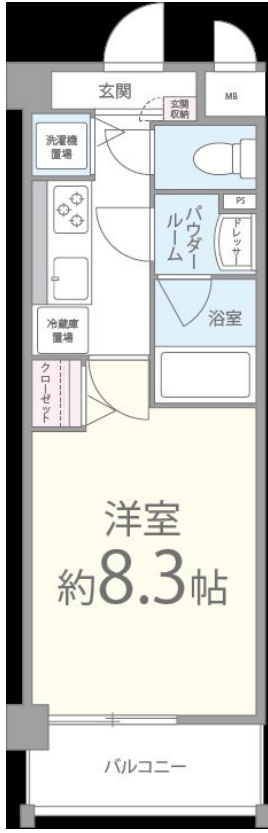 玄関
玄関
収納
MB
洗濯機
置場
PS
パウダー
ルーム
ドレッサー
浴室
冷蔵庫
置場
クローゼット
洋室
約8.3帖
バルコニー